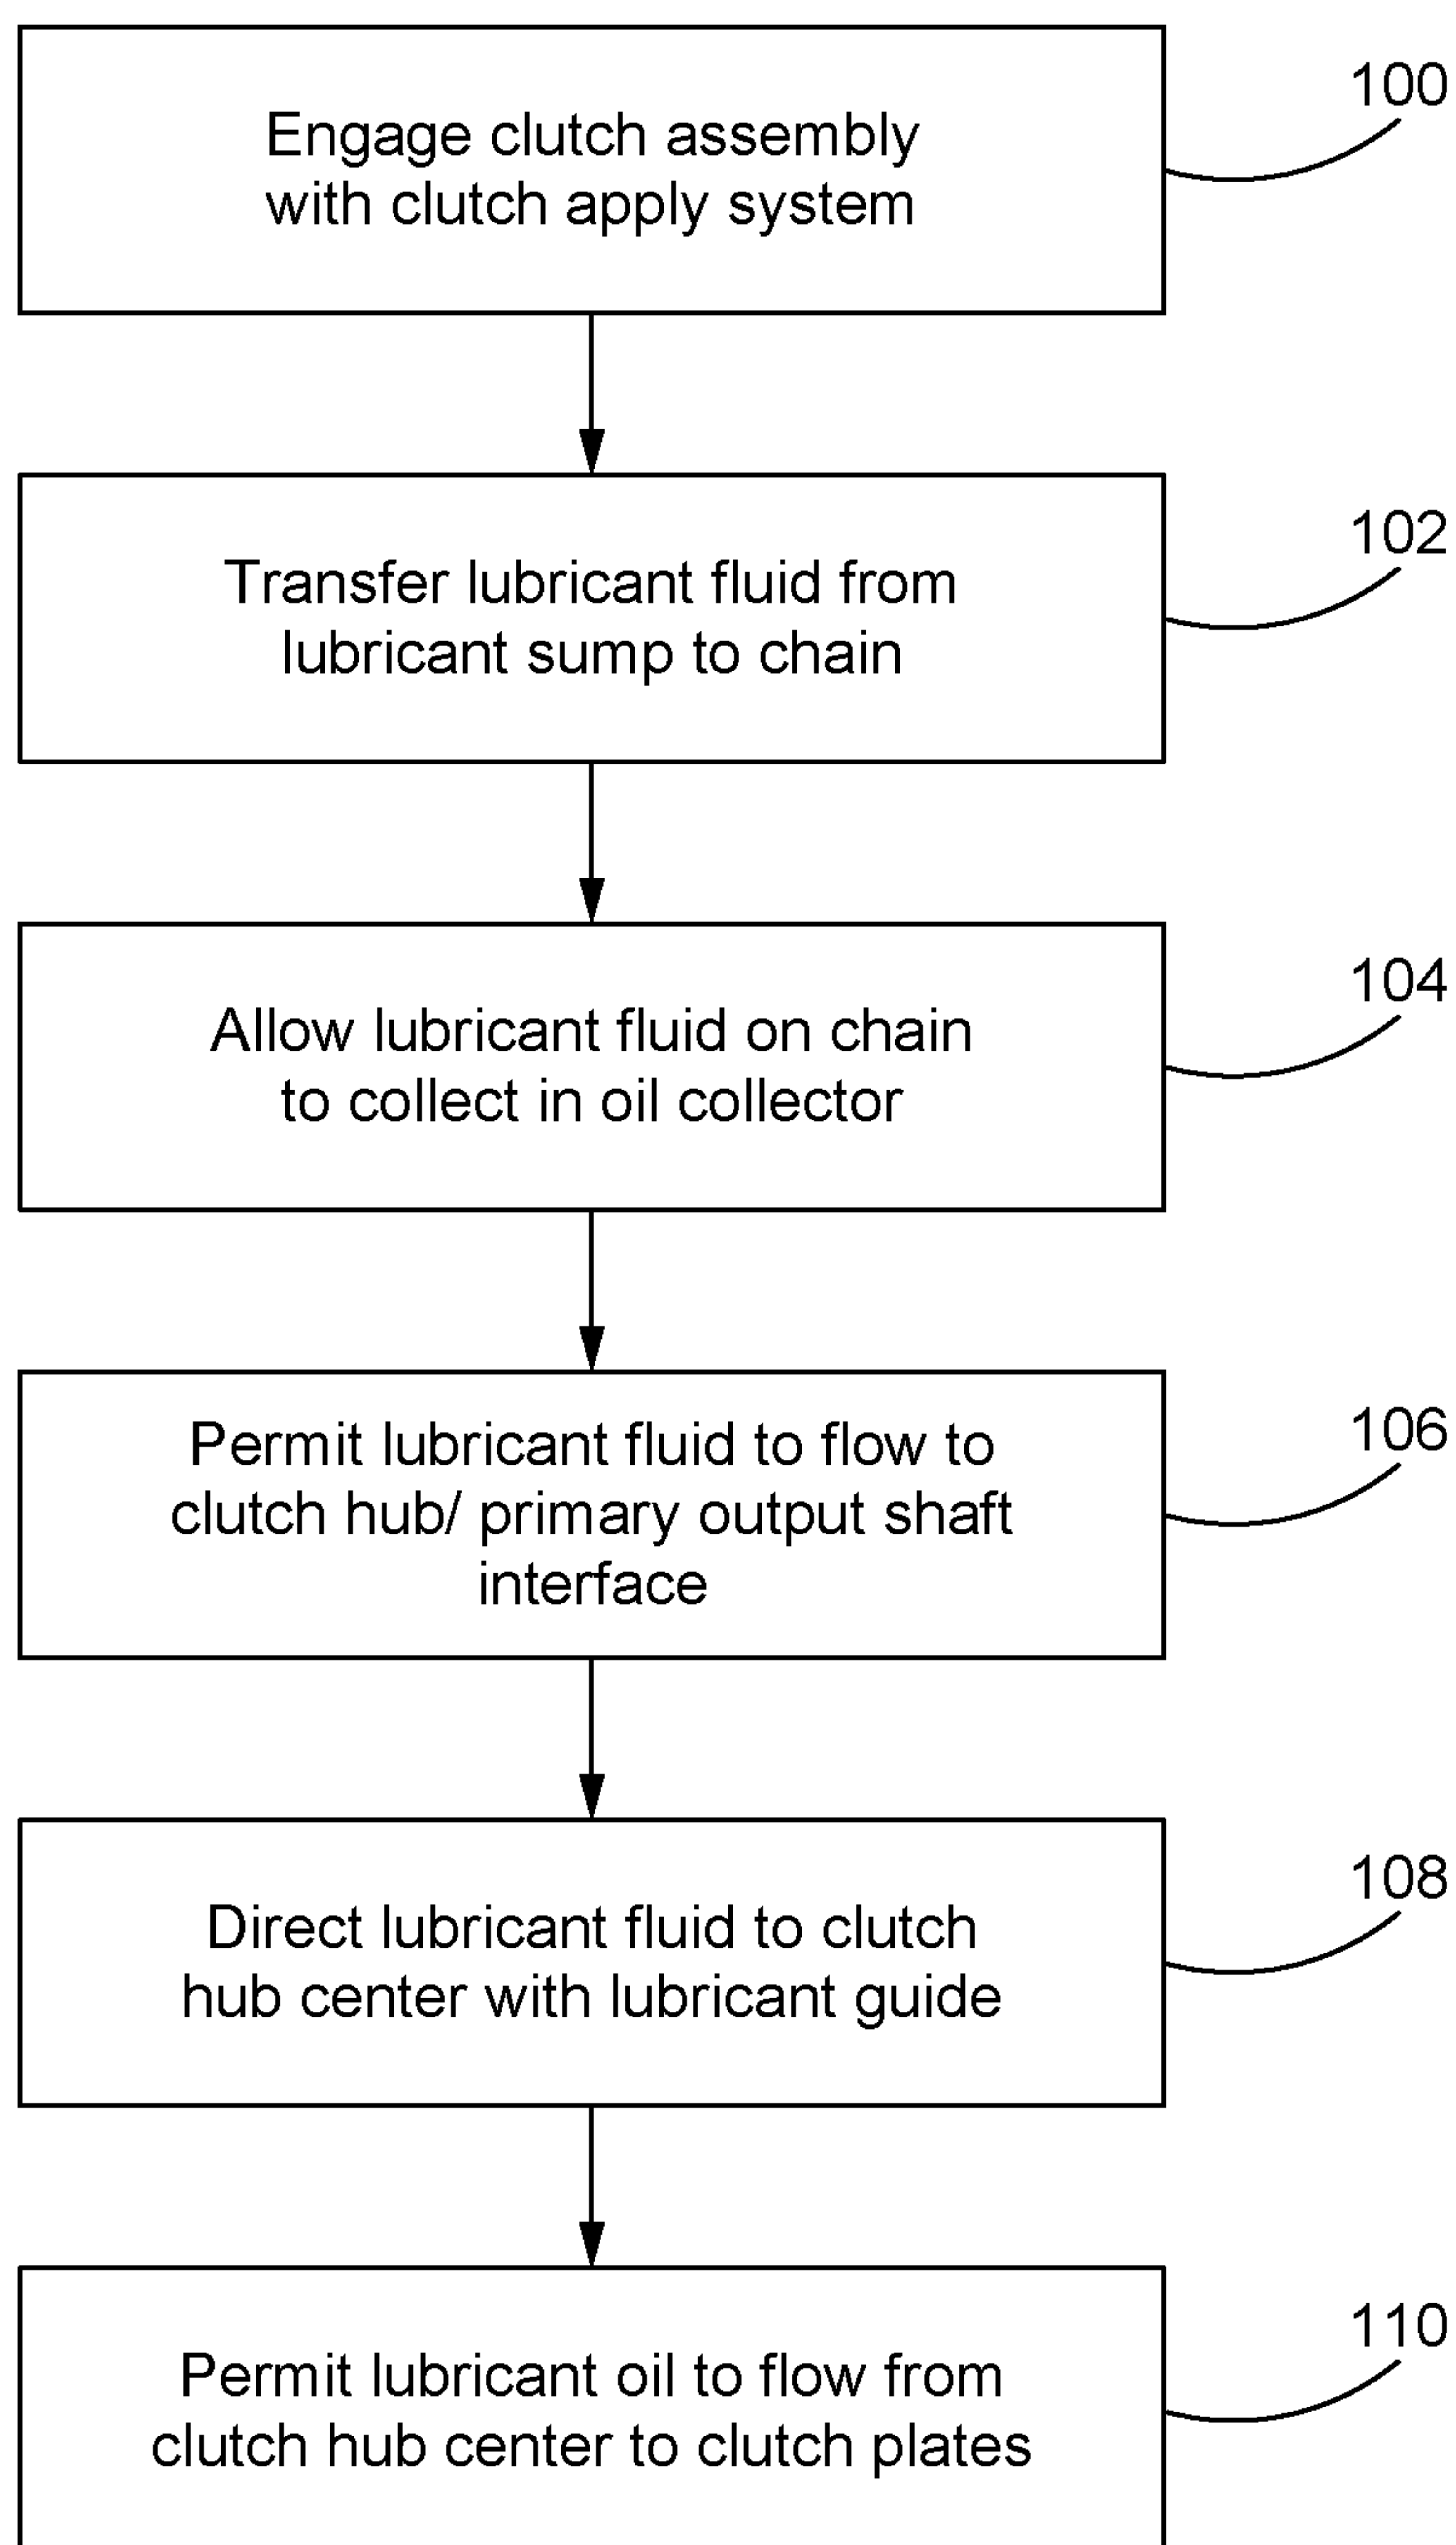 Engage clutch assembly
with clutch apply system
100
Transfer lubricant fluid from
lubricant sump to chain
102
Allow lubricant fluid on chain
to collect in oil collector
104
Permit lubricant fluid to flow to
clutch hub/ primary output shaft
interface
106
Direct lubricant fluid to clutch
hub center with lubricant guide
108
Permit lubricant oil to flow from
clutch hub center to clutch plates
110